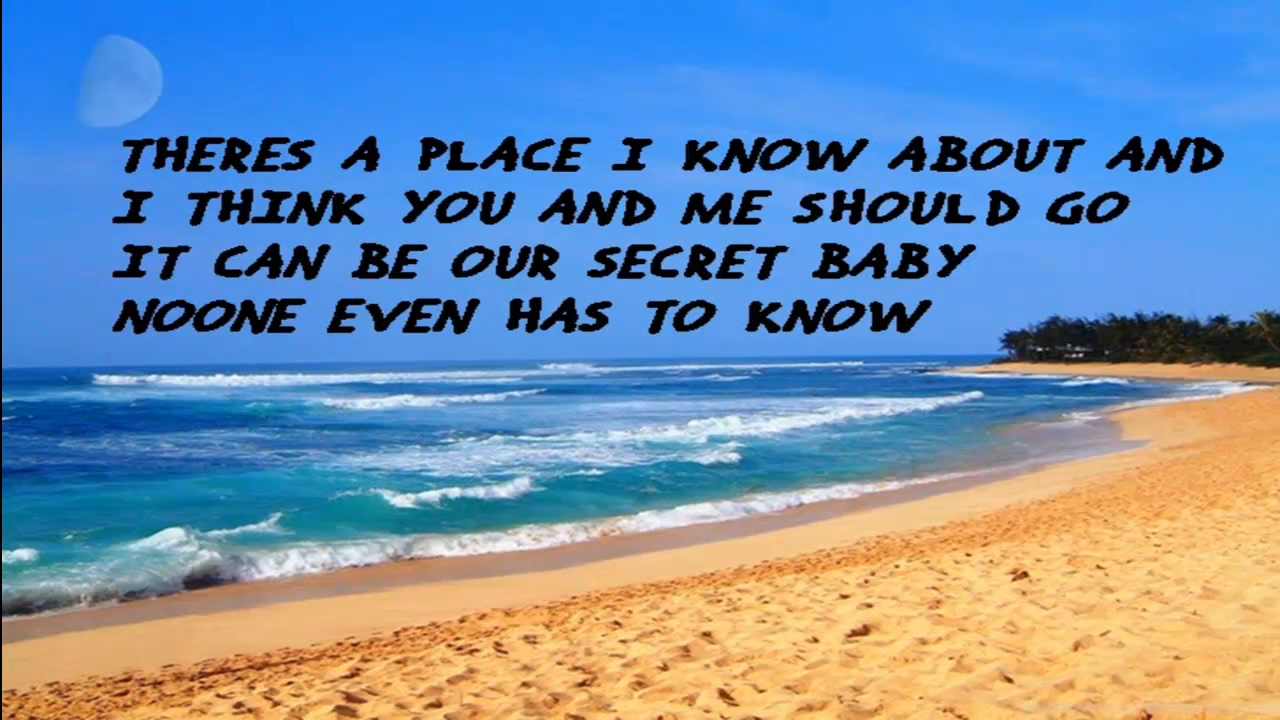 THERES A PLACE I KNOW ABOUT AND
I THINK YOU AND ME SHOULD GO
IT CAN BE OUR SECRET BABY
NOONE EVEN HAS TO KNOW